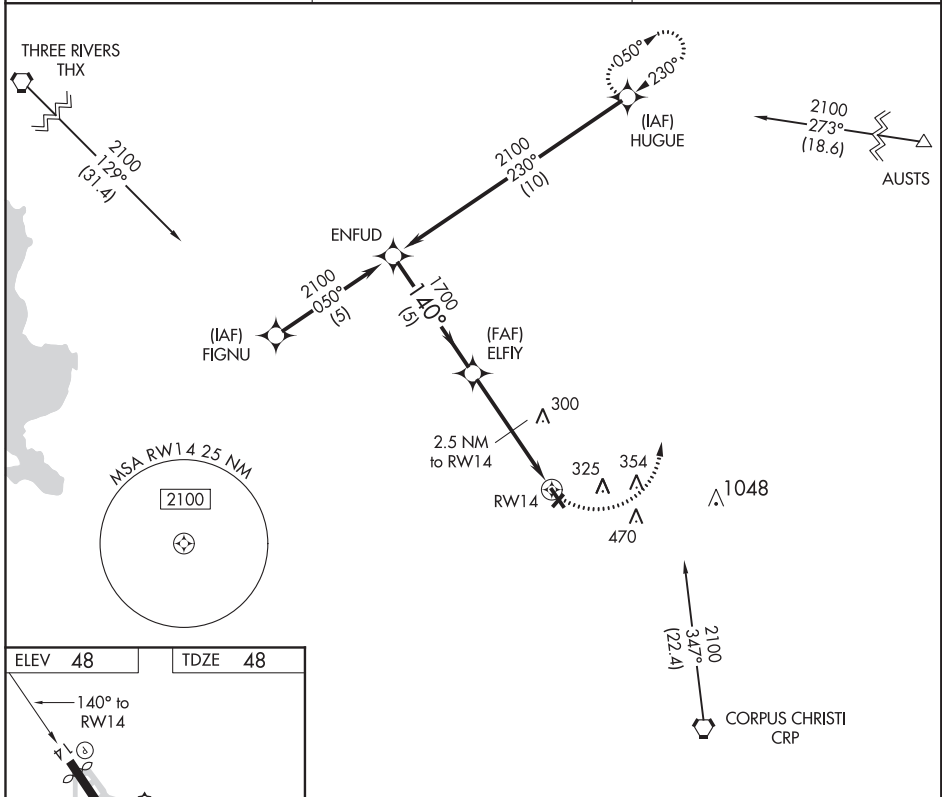 THREE RIVERS
THX
2100
129°
(31.4)
050°
230°
(IAF)
HUGUE
2100
273°
(18.6)
AUSTS
2100
230°
(10)
ENFUD
2100
050°
(5)
(IAF)
FIGNU
1700
140°
(5)
(FAF)
ELFIY
300
2.5 NM
to RW14
RW14
325
354
470
1048
MSA RW14 25 NM
2100
2100
347°
(22.4)
CORPUS CHRISTI
CRP
ELEV 48
TDZE 48
140° to
RW14
14
P